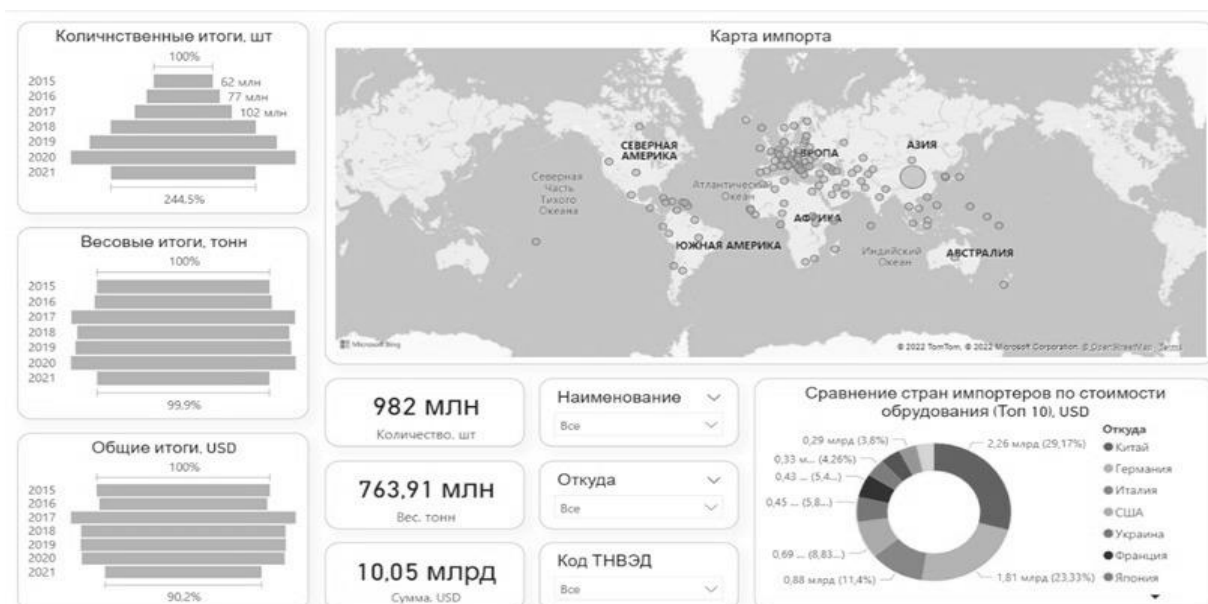 Количнственные итоги, шт
100%
2015
62 млн
2016
77 млн
2017
102 млн
2018
2019
2020
2021
244.5%
Весовые итоги, тонн
100%
2015
2016
2017
2018
2019
2020
2021
99.9%
Общие итоги, USD
100%
2015
2016
2017
2018
2019
2020
2021
90.2%
Карта импорта
СЕВЕРНАЯ
АМЕРИКА
ЕВРОПА
АЗИЯ
Северная
Часть
Тихого
Океана
Атлантический
Океан
АФРИКА
ЮЖНАЯ АМЕРИКА
Индийский
Океан
АВСТРАЛИЯ
Microsoft Bing
© 2022 TomTom, © 2022 Microsoft Corporation, © OpenStreetMap Terms
982 МЛН
Количество, шт
763,91 МЛН
Вес, тонн
10,05 МЛРД
Сумма, USD
Наименование
Все
Откуда
Все
Код ТНВЭД
Все
Сравнение стран импортеров по стоимости
обрудования (Топ 10), USD
0,29 млрд (3,8%)
0,33 м... (4,26%)
0,43 ... (5,4...)
0,45 ... (5,8...)
0,69 ... (8,83...)
0,88 млрд (11,4%)
2,26 млрд (29,17%)
1,81 млрд (23,33%)
Откуда
Китай
Германия
Италия
США
Украина
Франция
Япония